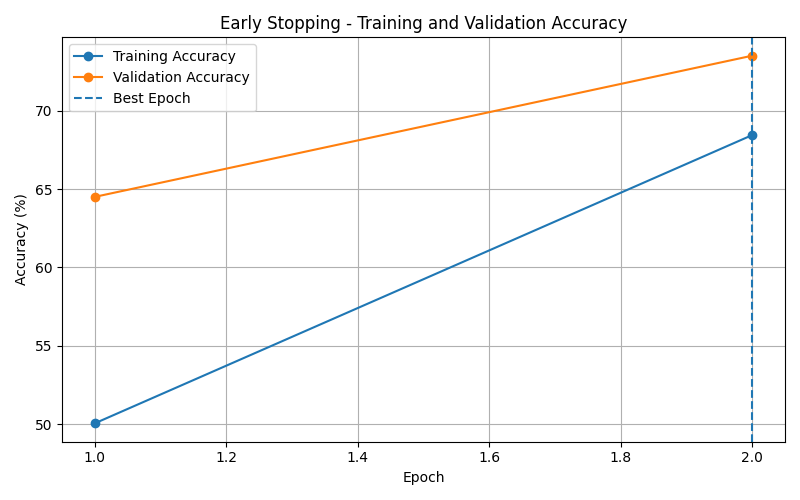 Early Stopping - Training and Validation Accuracy
Training Accuracy
Validation Accuracy
Best Epoch
Accuracy (%)
70
65
60
55
50
1.0 1.2 1.4 1.6 1.8 2.0
Epoch